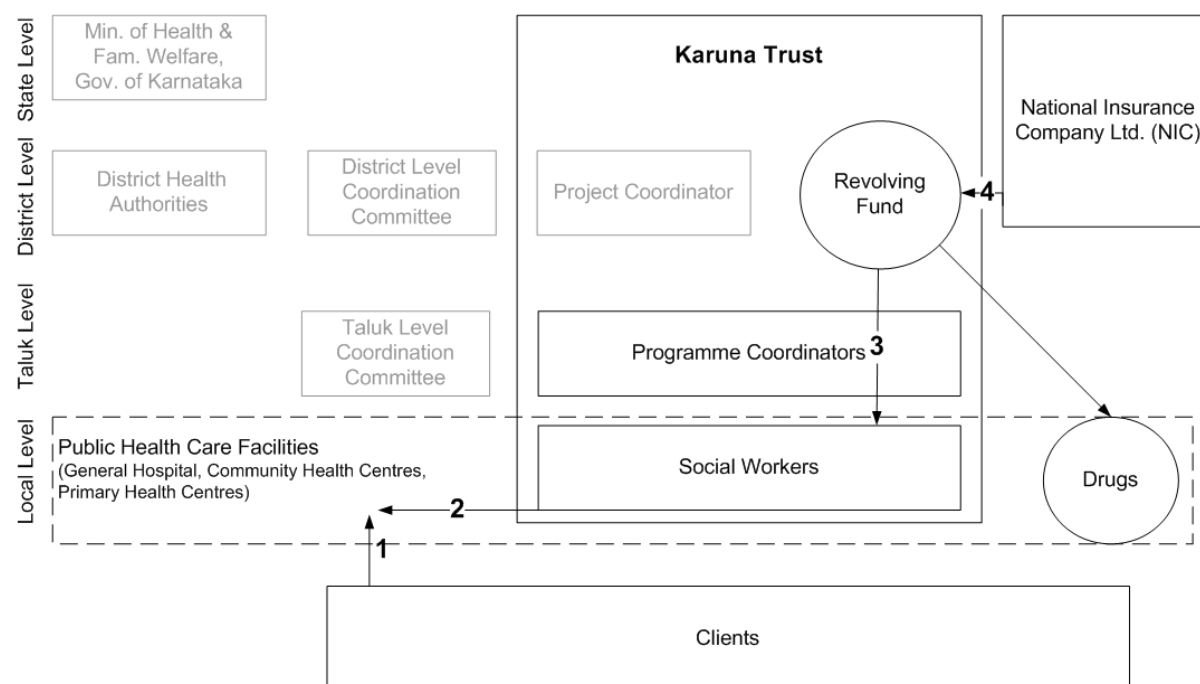 State Level
Min. of Health &
Fam. Welfare,
Gov. of Karnataka
Karuna Trust
National Insurance
Company Ltd. (NIC)
District Level
District Health
Authorities
District Level
Coordination
Committee
Project Coordinator
Revolving
Fund
4
Taluk Level
Taluk Level
Coordination
Committee
Programme Coordinators
3
Local Level
Public Health Care Facilities
(General Hospital, Community Health Centres,
Primary Health Centres)
Social Workers
Drugs
2
1
Clients